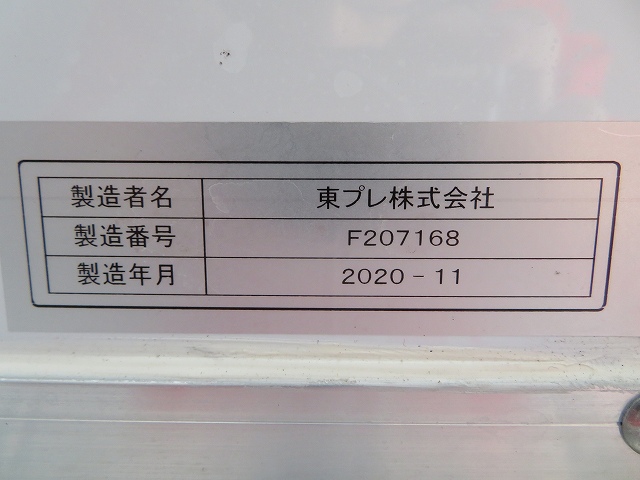 製造者名 東プレ株式会社
製造番号 F207168
製造年月 2020-11